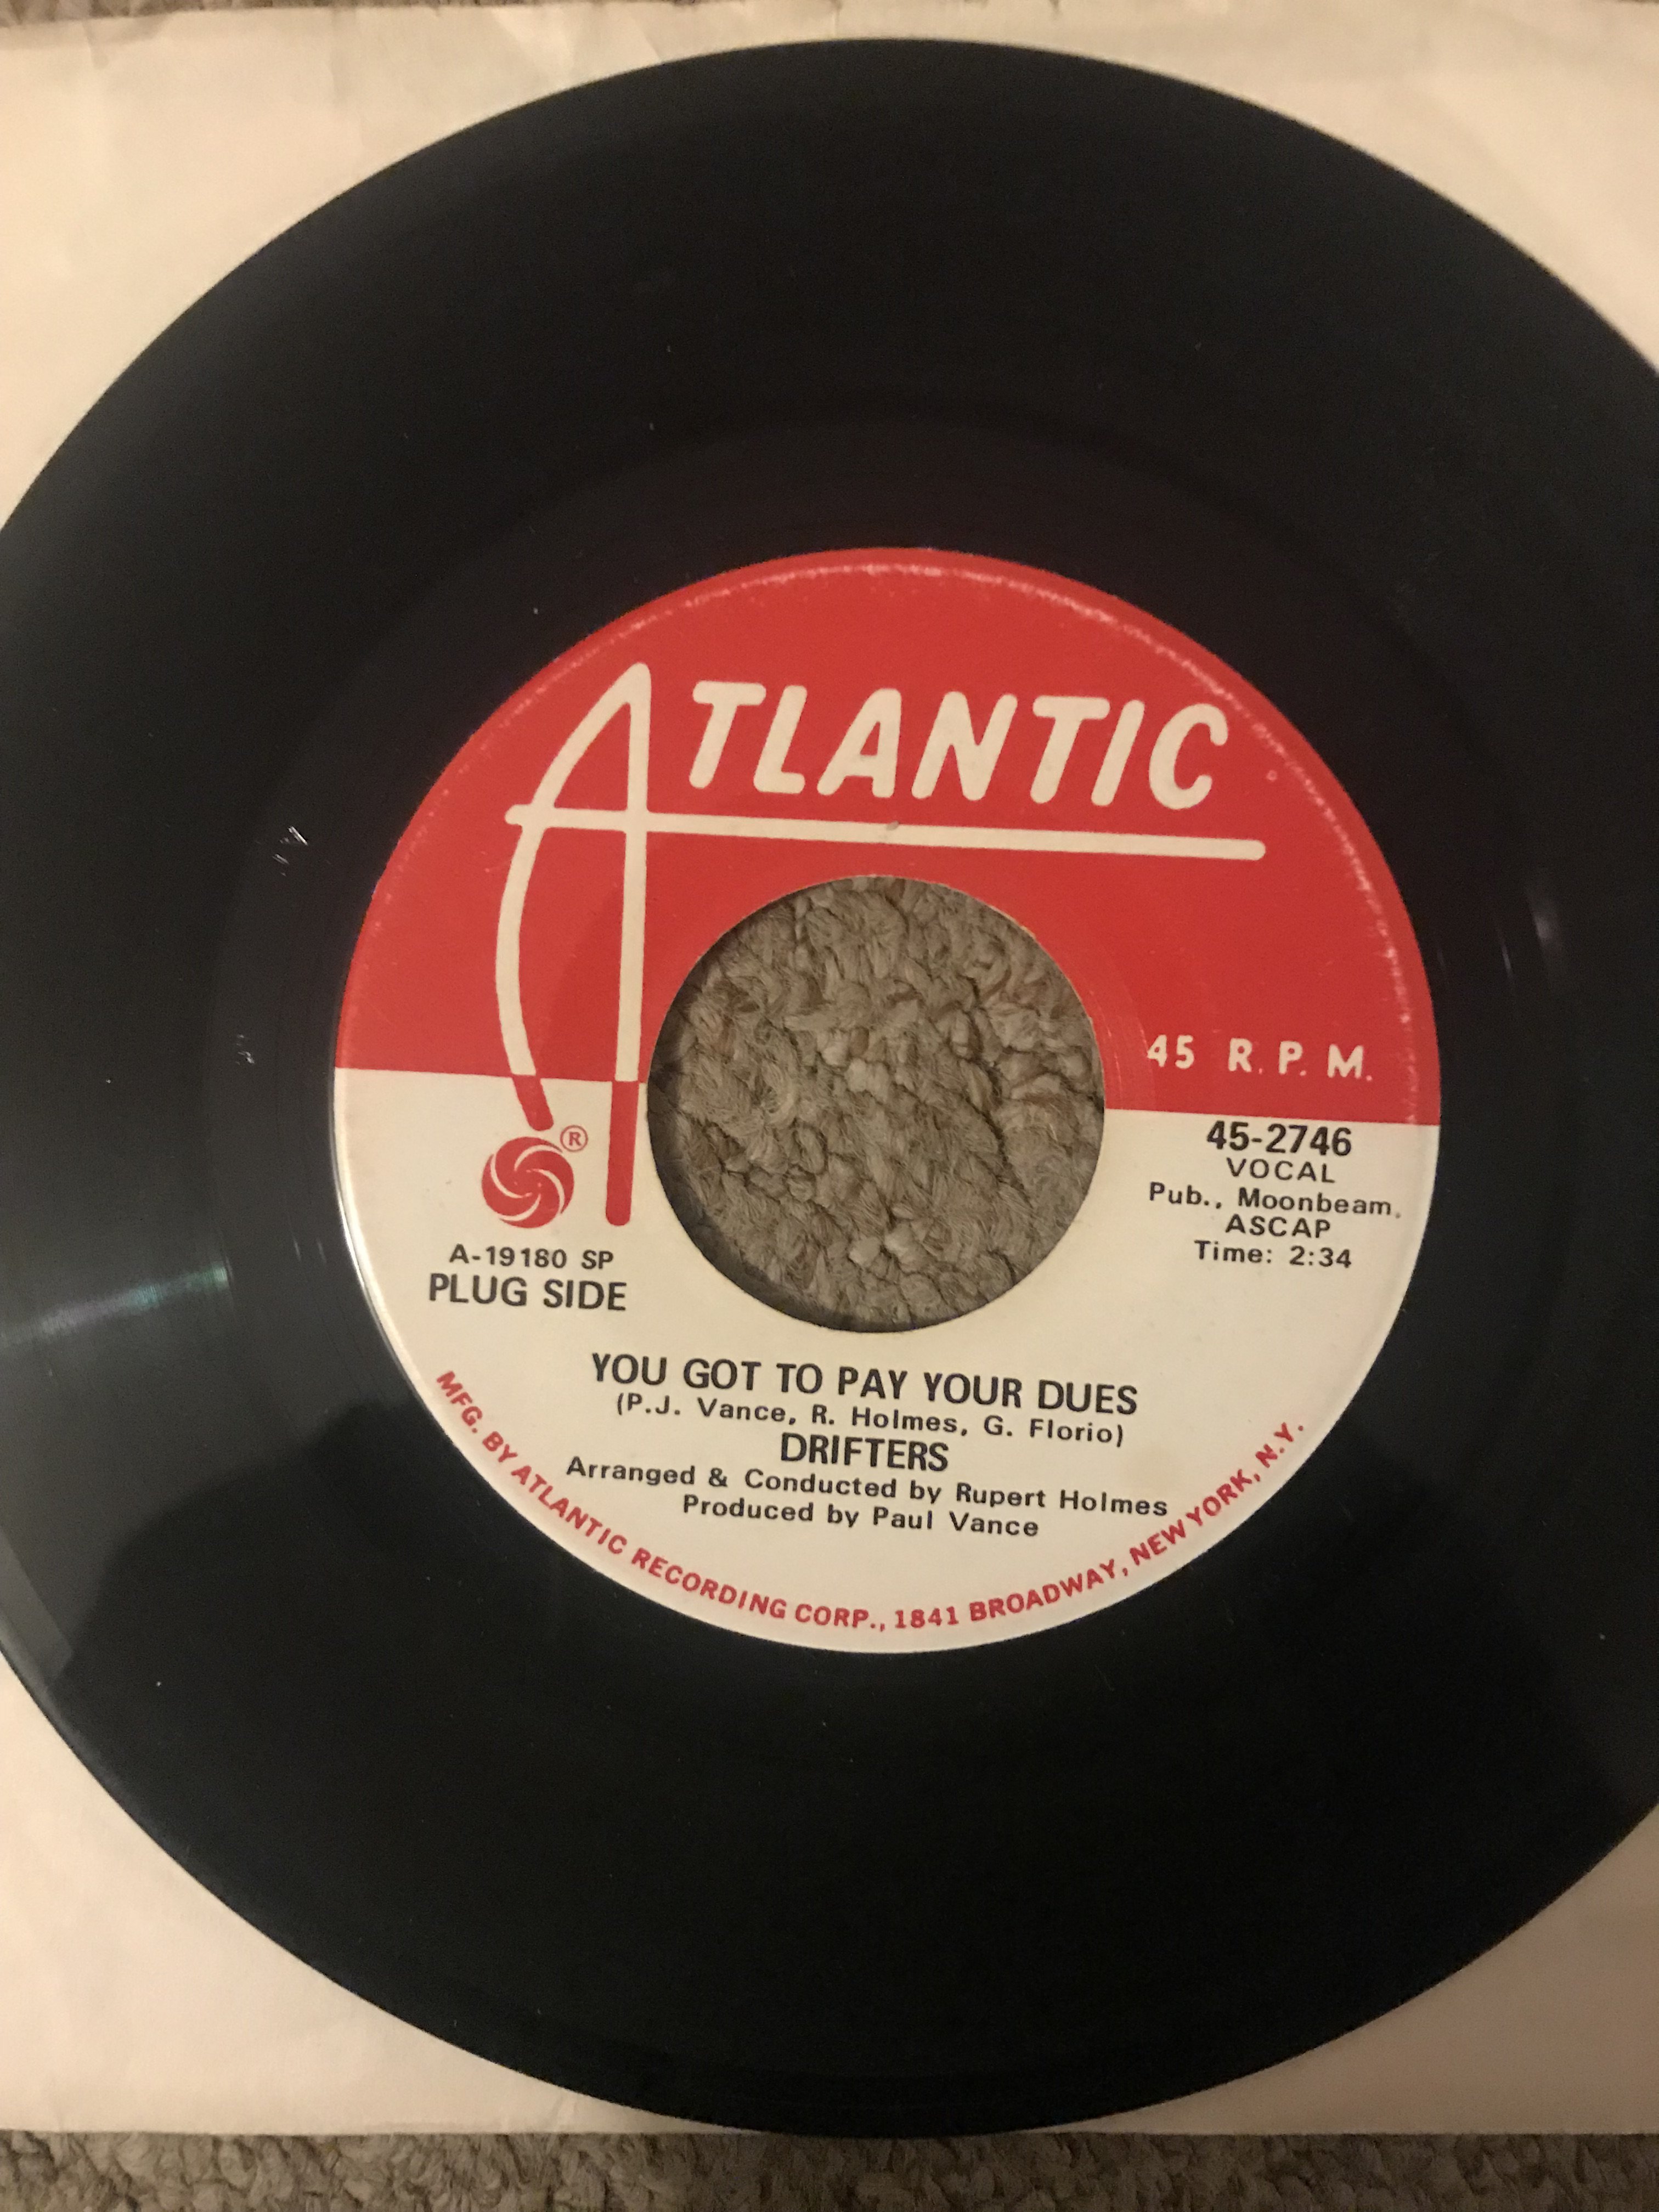 ATLANTIC
45 R.P.M.
®
45-2746
VOCAL
Pub., Moonbeam,
ASCAP
Time: 2:34
A-19180 SP
PLUG SIDE
YOU GOT TO PAY YOUR DUES
(P.J. Vance, R. Holmes, G. Florio)
DRIFTERS
Arranged & Conducted by Rupert Holmes
Produced by Paul Vance
MFG. BY ATLANTIC RECORDING CORP., 1841 BROADWAY, NEW YORK, N.Y.